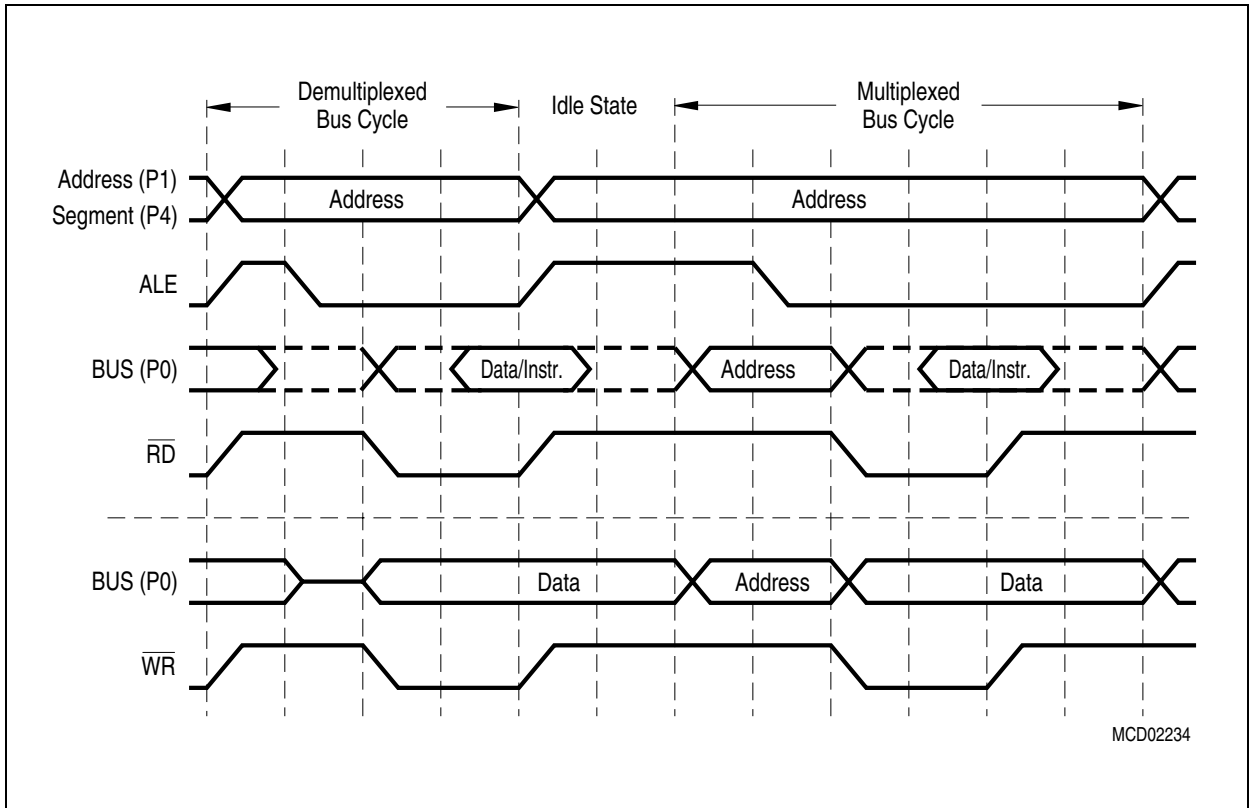 Demultiplexed
Bus Cycle
Idle State
Multiplexed
Bus Cycle
Address (P1)
Segment (P4)
Address
Address
ALE
BUS (P0)
Data/Instr.
Address
Data/Instr.
RD
BUS (P0)
Data
Address
Data
WR
MCD02234